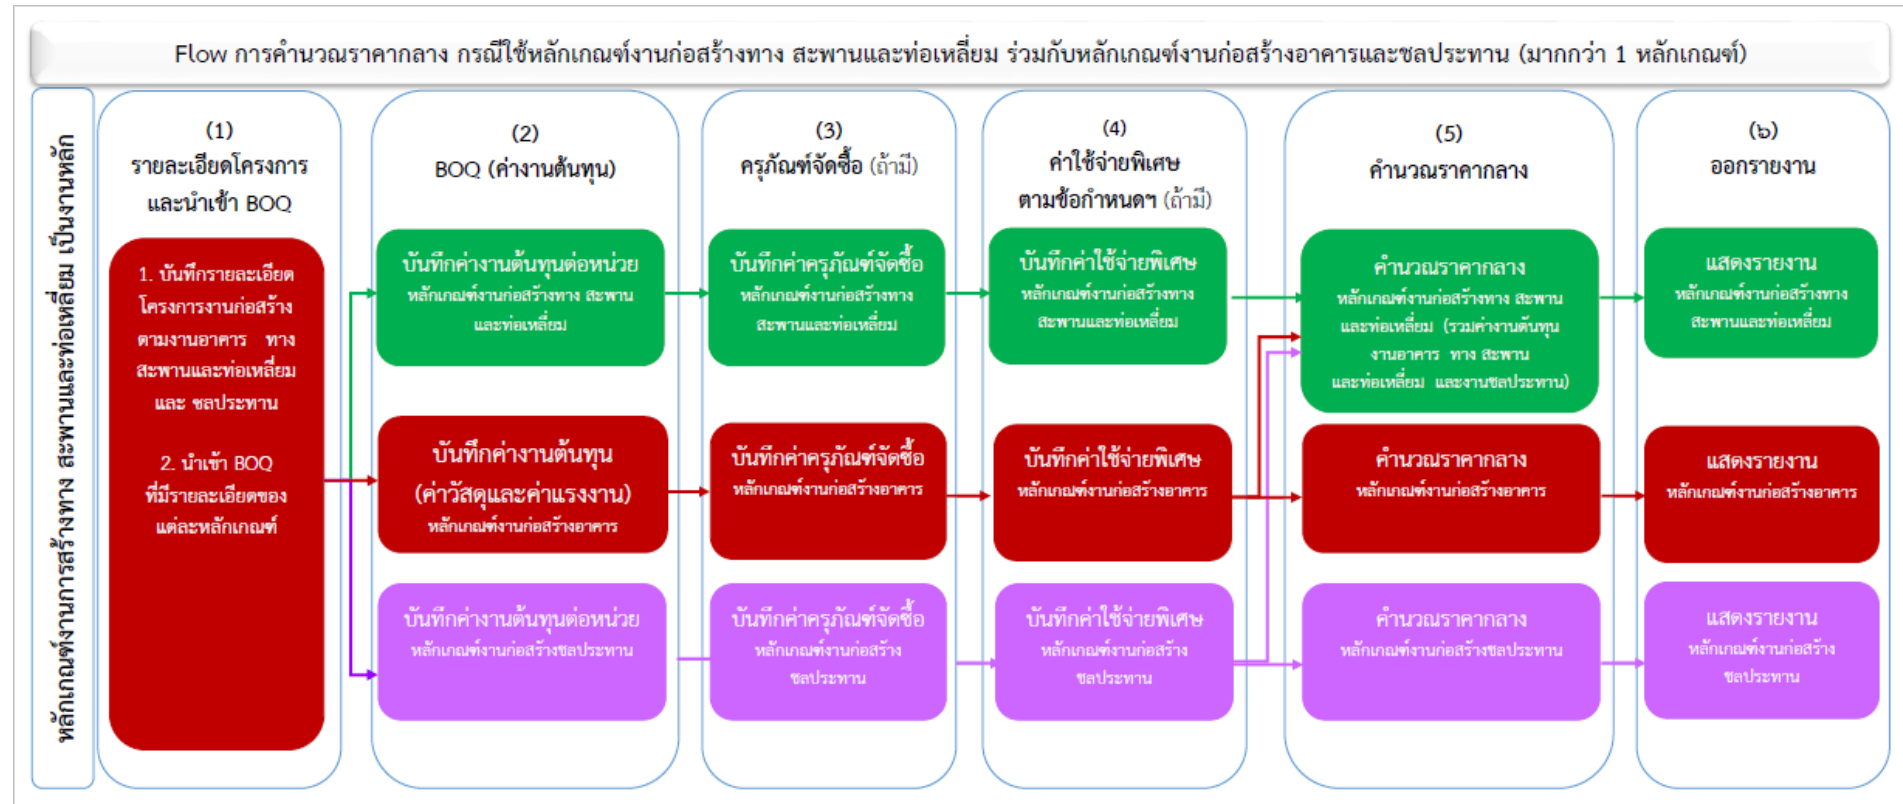 Flow การคำนวณราคากลาง กรณีใช้หลักเกณฑ์งานก่อสร้างทาง สะพานและท่อเหลี่ยม ร่วมกับหลักเกณฑ์งานก่อสร้างอาคารและชลประทาน (มากกว่า 1 หลักเกณฑ์)
หลักเกณฑ์งานการสร้างทาง สะพานและท่อเหลี่ยม เป็นงานหลัก
(1)
รายละเอียดโครงการ
และนำเข้า BOQ
1. บันทึกรายละเอียด
โครงการงานก่อสร้าง
ตามงานอาคาร ทาง
สะพานและท่อเหลี่ยม
และ ชลประทาน
2. นำเข้า BOQ
ที่มีรายละเอียดของ
แต่ละหลักเกณฑ์
(2)
BOQ (ค่างานต้นทุน)
บันทึกค่างานต้นทุนต่อหน่วย
หลักเกณฑ์งานก่อสร้างทาง สะพาน
และท่อเหลี่ยม
บันทึกค่างานต้นทุน
(ค่าวัสดุและค่าแรงงาน)
หลักเกณฑ์งานก่อสร้างอาคาร
บันทึกค่างานต้นทุนต่อหน่วย
หลักเกณฑ์งานก่อสร้างชลประทาน
(3)
ครุภัณฑ์จัดซื้อ (ถ้ามี)
บันทึกค่าครุภัณฑ์จัดซื้อ
หลักเกณฑ์งานก่อสร้างทาง
สะพานและท่อเหลี่ยม
บันทึกค่าครุภัณฑ์จัดซื้อ
หลักเกณฑ์งานก่อสร้างอาคาร
บันทึกค่าครุภัณฑ์จัดซื้อ
หลักเกณฑ์งานก่อสร้าง
ชลประทาน
(4)
ค่าใช้จ่ายพิเศษ
ตามข้อกำหนดฯ (ถ้ามี)
บันทึกค่าใช้จ่ายพิเศษ
หลักเกณฑ์งานก่อสร้างทาง
สะพานและท่อเหลี่ยม
บันทึกค่าใช้จ่ายพิเศษ
หลักเกณฑ์งานก่อสร้างอาคาร
บันทึกค่าใช้จ่ายพิเศษ
หลักเกณฑ์งานก่อสร้าง
ชลประทาน
(5)
คำนวณราคากลาง
คำนวณราคากลาง
หลักเกณฑ์งานก่อสร้างทาง สะพาน
และท่อเหลี่ยม (รวมค่างานต้นทุน
งานอาคาร ทาง สะพาน
และท่อเหลี่ยม และงานชลประทาน)
คำนวณราคากลาง
หลักเกณฑ์งานก่อสร้างอาคาร
คำนวณราคากลาง
หลักเกณฑ์งานก่อสร้างชลประทาน
(๖)
ออกรายงาน
แสดงรายงาน
หลักเกณฑ์งานก่อสร้างทาง
สะพานและท่อเหลี่ยม
แสดงรายงาน
หลักเกณฑ์งานก่อสร้างอาคาร
แสดงรายงาน
หลักเกณฑ์งานก่อสร้าง
ชลประทาน